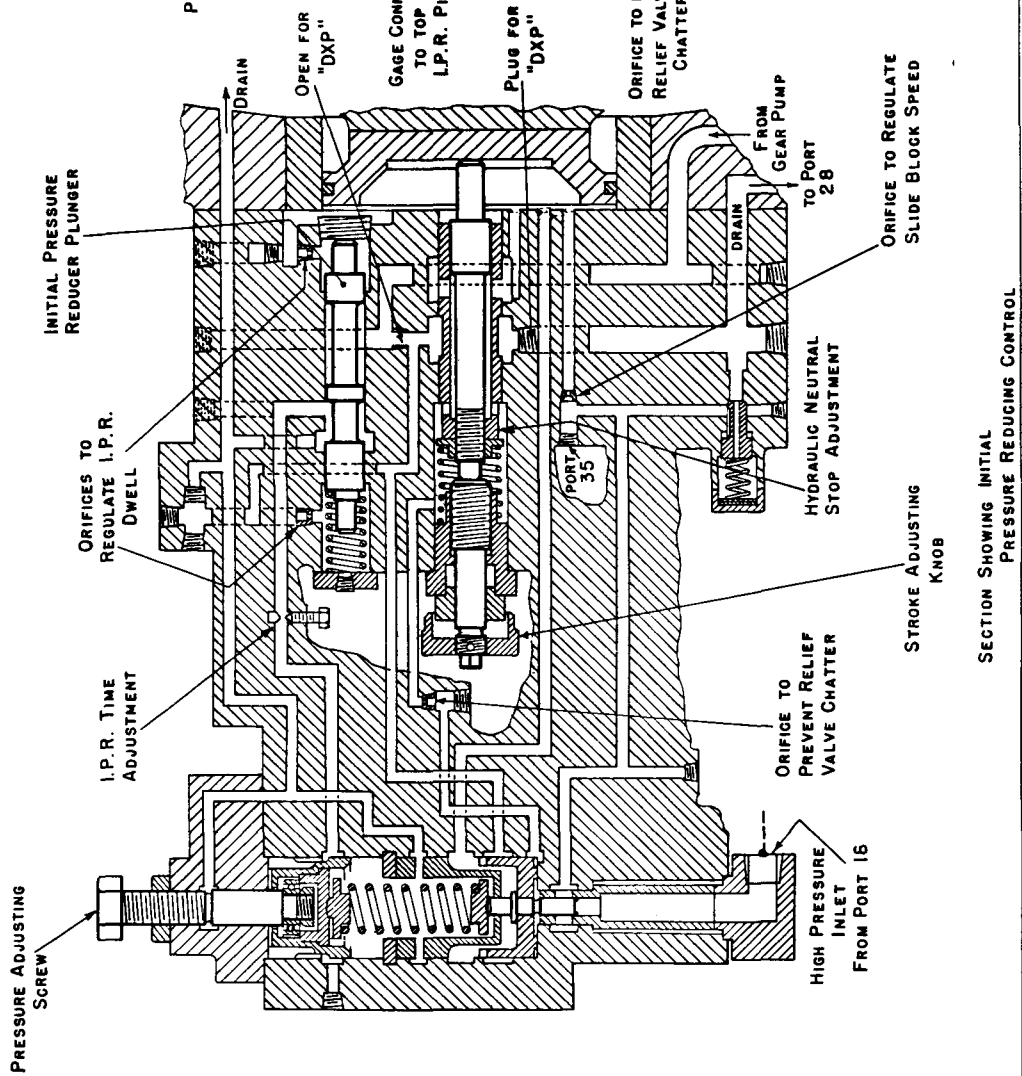 INITIAL PRESSURE
REDUCER PLUNGER
DRAIN
OPEN FOR
"DXP"
GAGE
TO TOP
I.P.R.
PLUG FOR
"DXP"
ORIFICE TO
RELIEF
CHATTER
ORIFICES TO
REGULATE I.P.R.
DWELL
I.P.R. TIME
ADJUSTMENT
PRESSURE ADJUSTING
SCREW
FROM
GEAR PUMP
DRAIN
TO PORT
28
PORT
35
ORIFICE TO REGULATE
SLIDE BLOCK SPEED
HYDRAULIC NEUTRAL
STOP ADJUSTMENT
STROKE ADJUSTING
KNOB
ORIFICE TO
PREVENT RELIEF
VALVE CHATTER
HIGH PRESSURE
INLET
FROM PORT 16
SECTION SHOWING INITIAL
PRESSURE REDUCING CONTROL